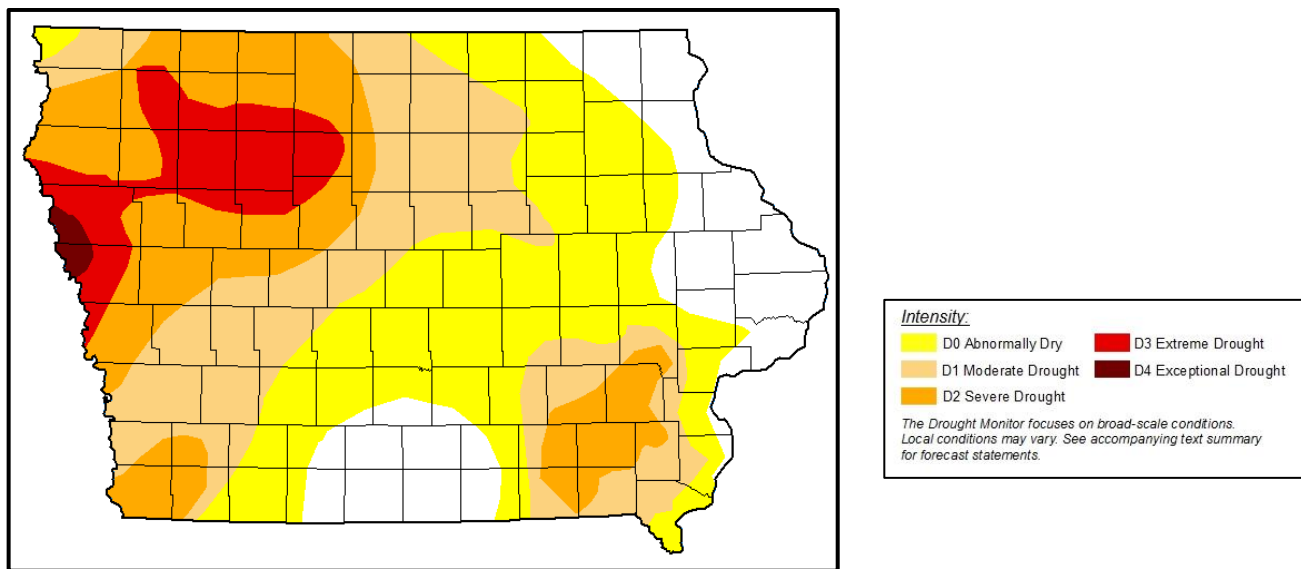 Intensity:
D0 Abnormally Dry
D1 Moderate Drought
D2 Severe Drought
D3 Extreme Drought
D4 Exceptional Drought
The Drought Monitor focuses on broad-scale conditions.
Local conditions may vary. See accompanying text summary
for forecast statements.